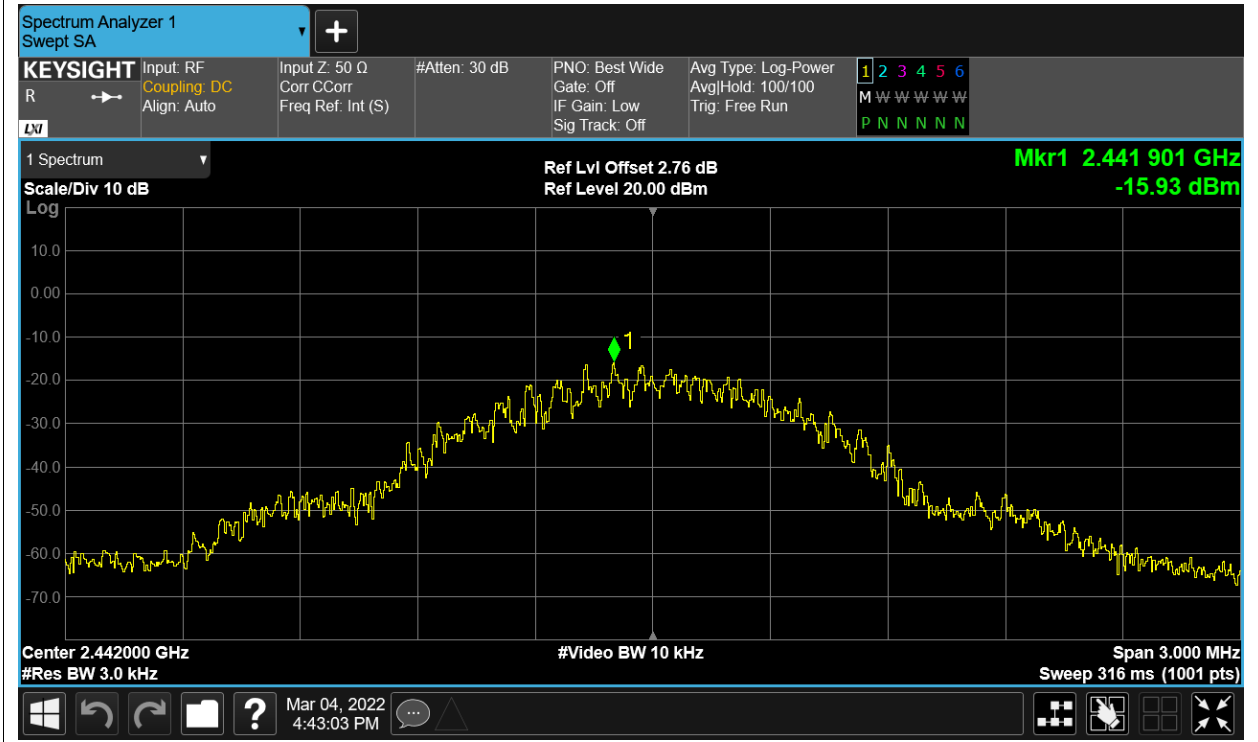 Spectrum Analyzer 1
Swept SA
▼
+
KEYSIGHT
R
LXI
Input: RF
Coupling: DC
Align: Auto
Input Z: 50 Ω
Corr CCorr
Freq Ref: Int (S)
#Atten: 30 dB
PNO: Best Wide
Gate: Off
IF Gain: Low
Sig Track: Off
Avg Type: Log-Power
Avg|Hold: 100/100
Trig: Free Run
1 2 3 4 5 6
M W W W W W
P N N N N N
1 Spectrum ▼
Scale/Div 10 dB
Log
Ref Lvl Offset 2.76 dB
Ref Level 20.00 dBm
Mkr1 2.441 901 GHz
-15.93 dBm
10.0
0.00
-10.0
-20.0
-30.0
-40.0
-50.0
-60.0
-70.0
1
Center 2.442000 GHz
#Res BW 3.0 kHz
#Video BW 10 kHz
Span 3.000 MHz
Sweep 316 ms (1001 pts)
?
Mar 04, 2022
4:43:03 PM